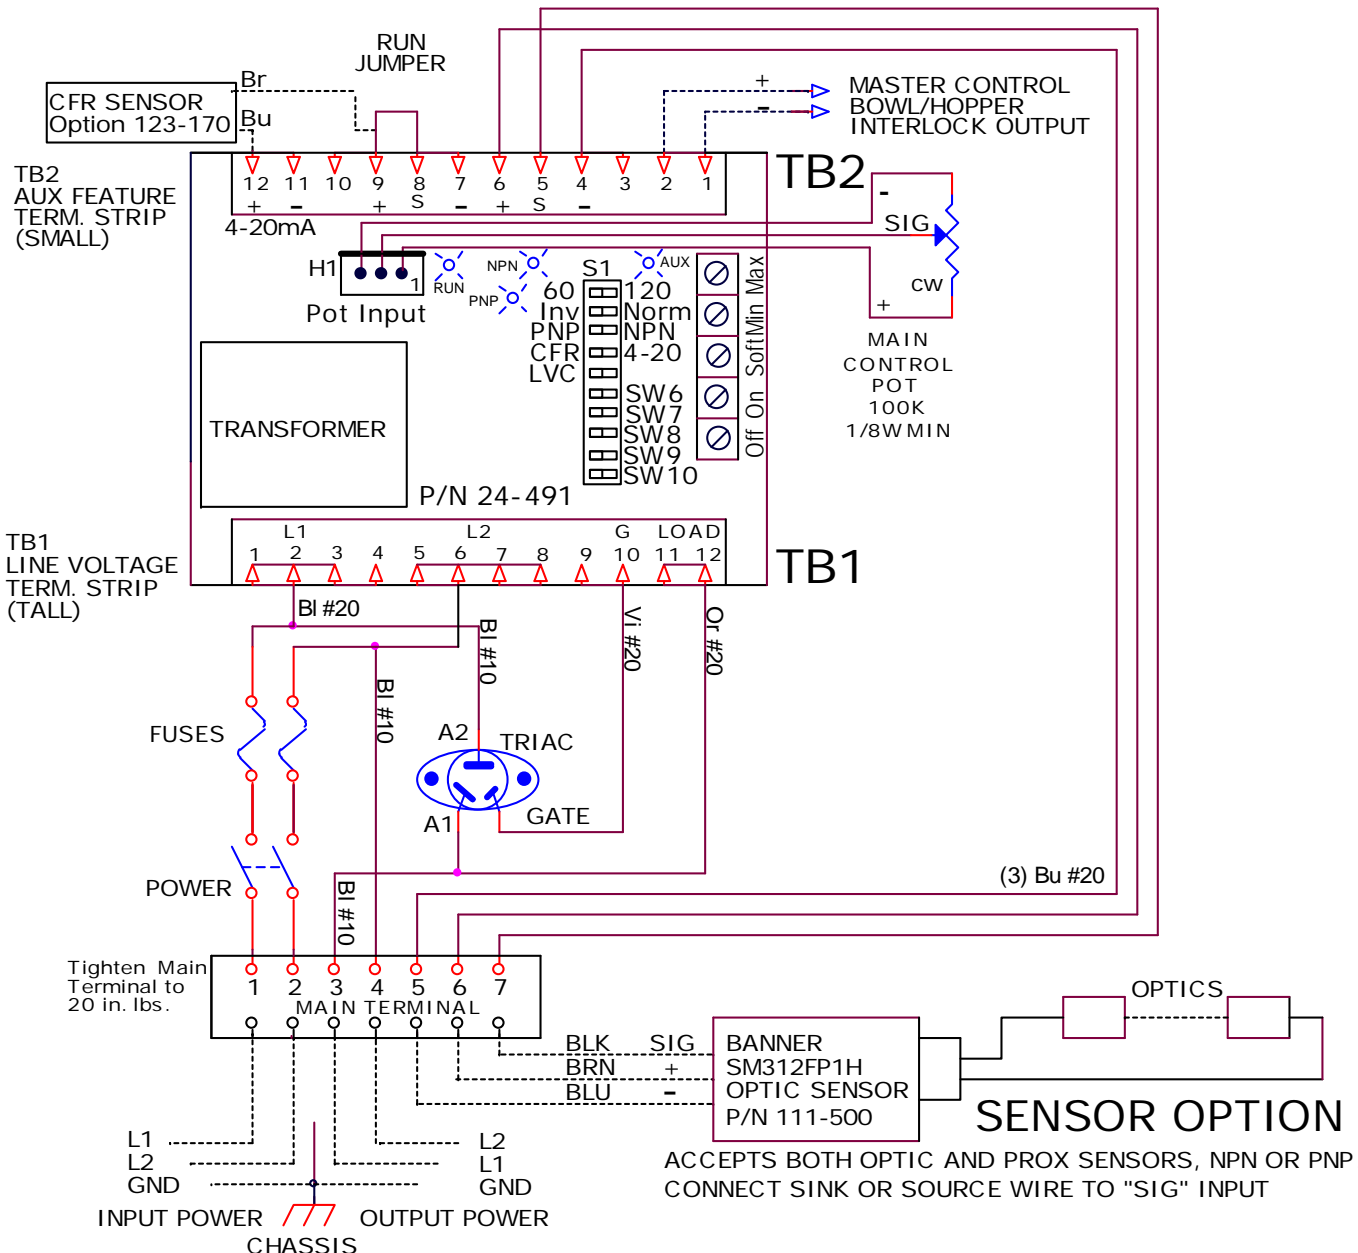 RUN
JUMPER
Br
CFR SENSOR
Option 123-170
Bu
+
-
MASTER CONTROL
BOWL/HOPPER
INTERLOCK OUTPUT
TB2
AUX FEATURE
TERM. STRIP
(SMALL)
12 11 10 9 8 7 6 5 4 3 2 1
+ - + S - + S -
4-20mA
TB2
-
SIG
CW
+
H1
1
Pot Input
RUN
NPN
PNP
AUX
S1
60 120
Inv Norm
PNP NPN
CFR 4-20
LVC
SW6
SW7
SW8
SW9
SW10
Off On Soft Min Max
MAIN
CONTROL
POT
100K
1/8W MIN
TRANSFORMER
P/N 24-491
TB1
LINE VOLTAGE
TERM. STRIP
(TALL)
L1 L2 G LOAD
1 2 3 4 5 6 7 8 9 10 11 12
TB1
Bl #20
Bl #10
Vi #20
Or #20
Bl #10
FUSES
A2
TRIAC
A1
GATE
POWER
Bl #10
(3) Bu #20
Tighten Main
Terminal to
20 in. lbs.
1 2 3 4 5 6 7
MAIN TERMINAL
BLK SIG
BRN +
BLU -
BANNER
SM312FP1H
OPTIC SENSOR
P/N 111-500
OPTICS
SENSOR OPTION
ACCEPTS BOTH OPTIC AND PROX SENSORS, NPN OR PNP
CONNECT SINK OR SOURCE WIRE TO "SIG" INPUT
L1 L2
L2 L1
GND GND
INPUT POWER OUTPUT POWER
CHASSIS